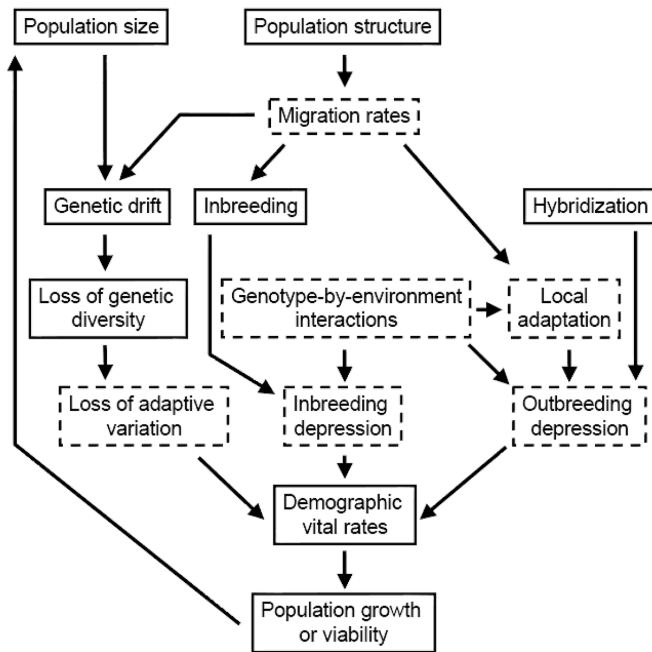 Population size
Population structure
Migration rates
Genetic drift
Inbreeding
Hybridization
Loss of genetic
diversity
Genotype-by-environment
interactions
Local
adaptation
Loss of adaptive
variation
Inbreeding
depression
Outbreeding
depression
Demographic
vital rates
Population growth
or viability